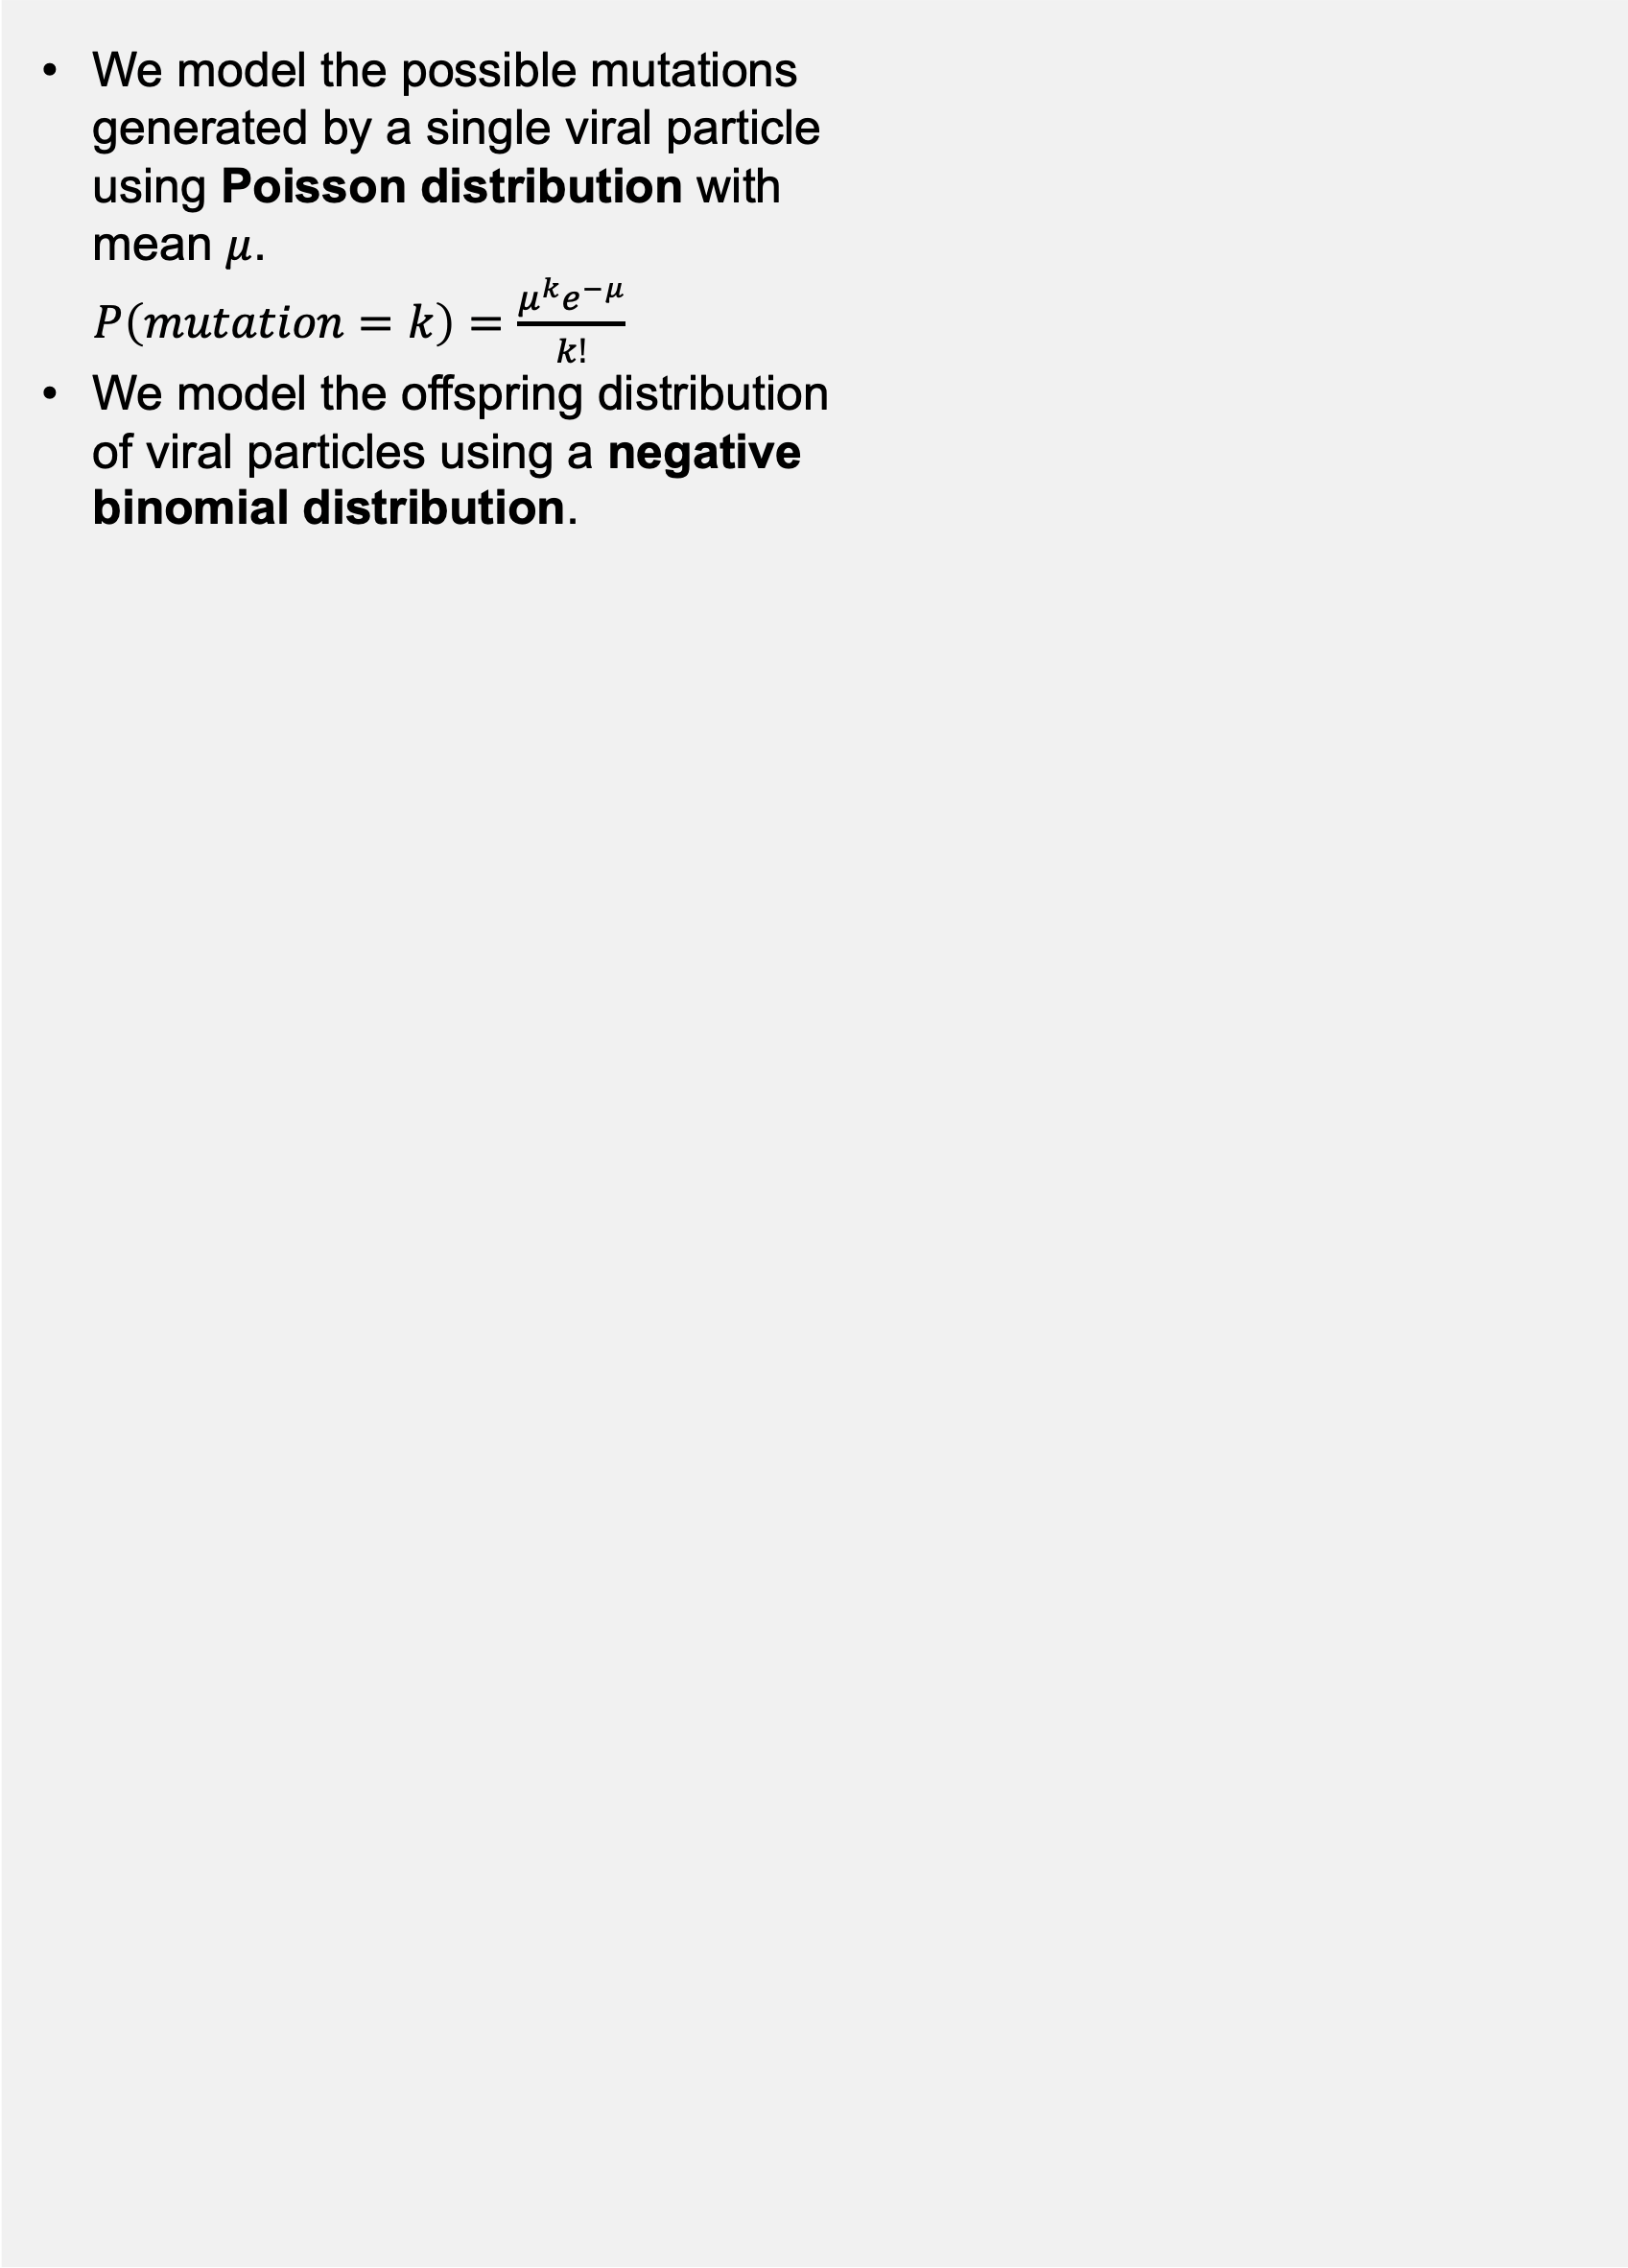 • We model the possible mutations
generated by a single viral particle
using Poisson distribution with
mean μ.
P(mutation = k) = μ^k e^−μ / k!
• We model the offspring distribution
of viral particles using a negative
binomial distribution.